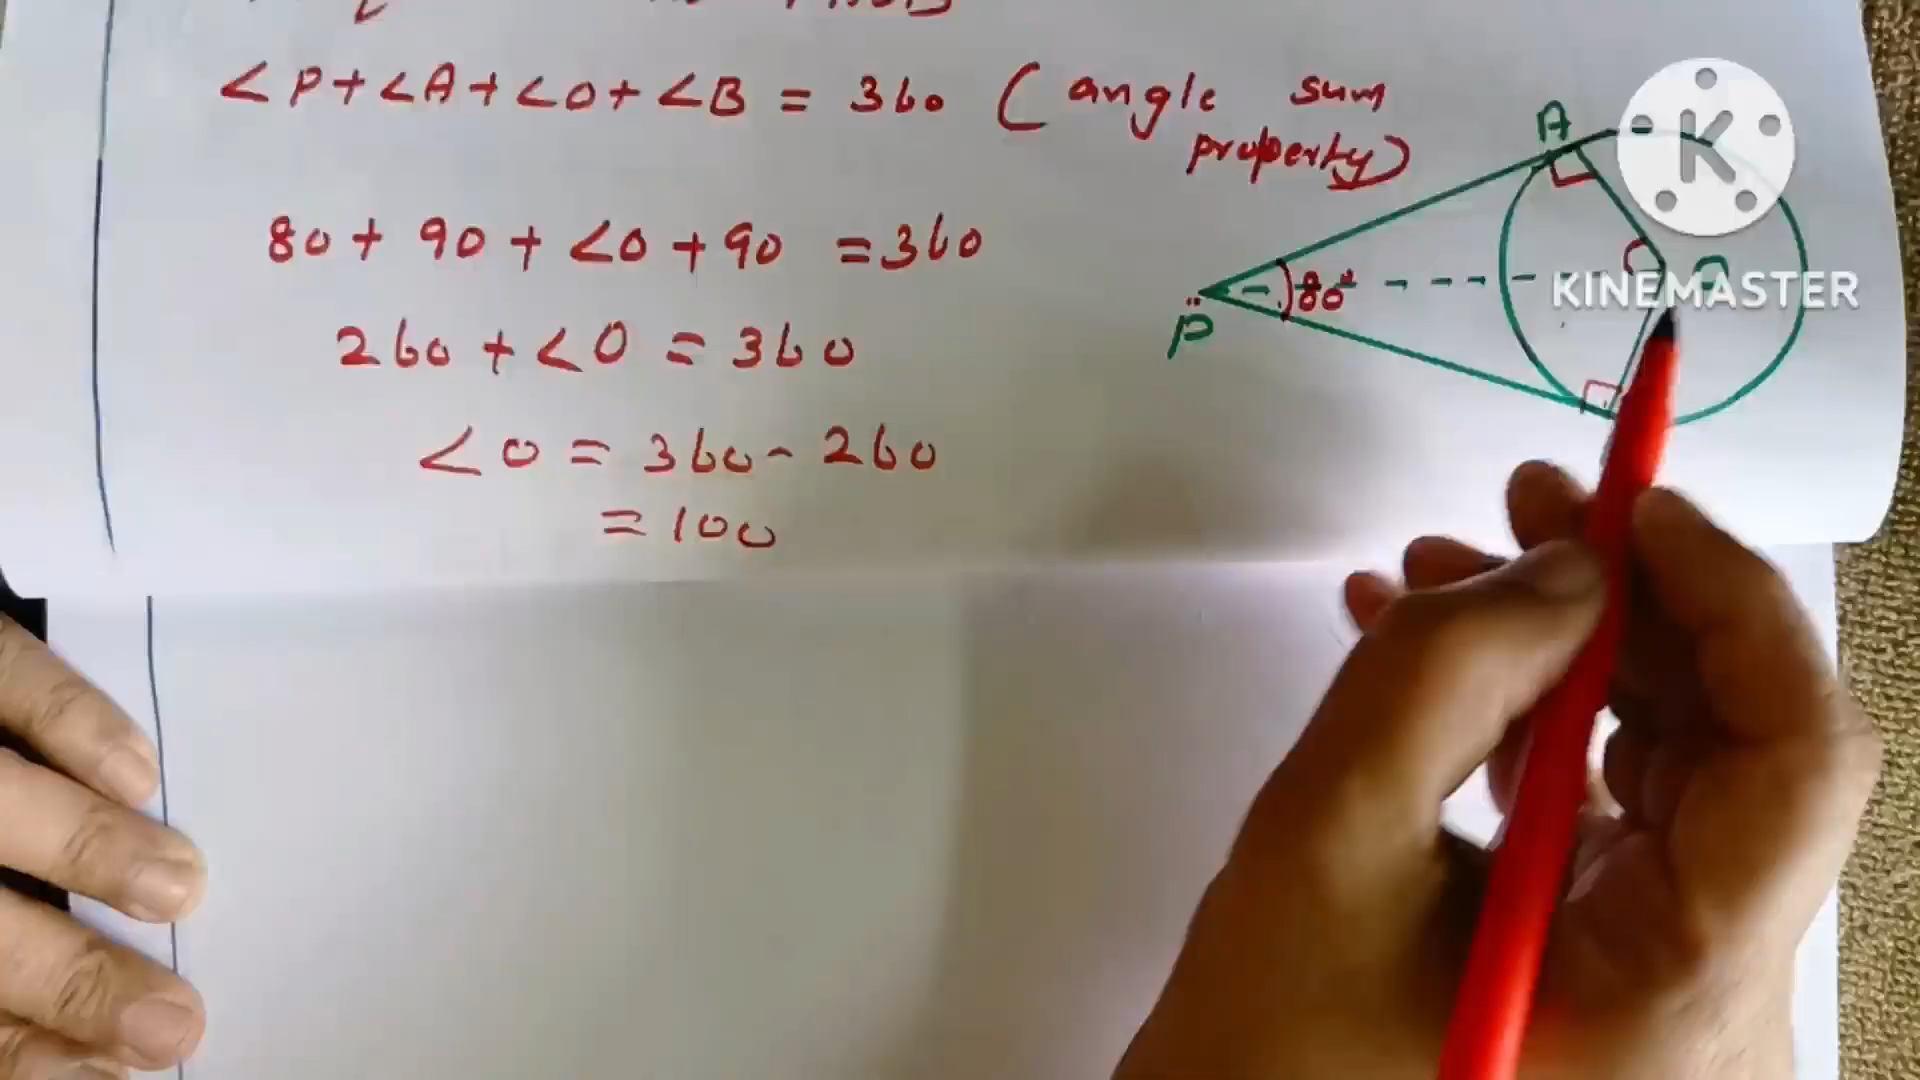 ∠P+∠A+∠O+∠B = 360 (angle sum
property)
80+ 90 + ∠O +90 =360
260 + ∠O = 360
∠O = 360-260
=100
A
80°
P
O
K
KINEMASTER